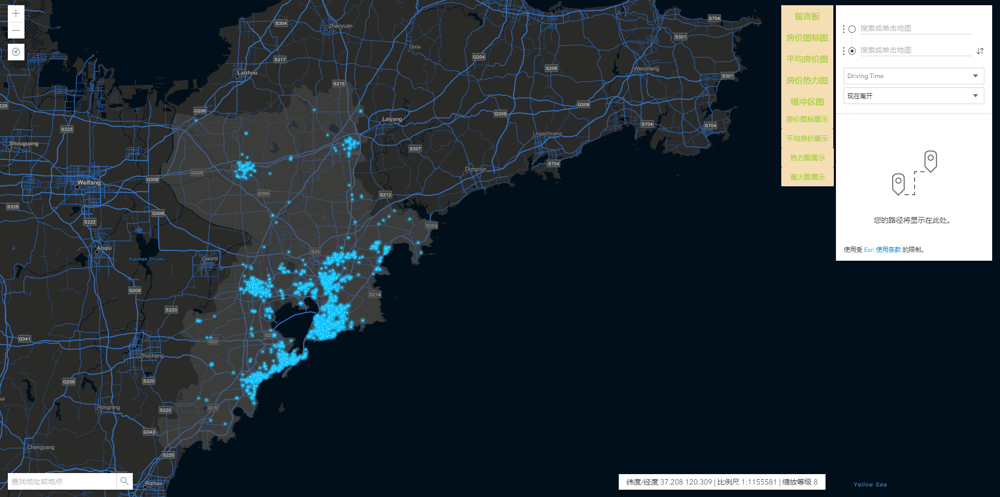 留言板
房价图标图
平均房价图
房价热力图
缓冲区图
房价图标展示
平均房价展示
热力图展示
萤火图展示
搜索或单击地图
搜索或单击地图
Driving Time
现在离开
您的路径将显示在此处。
使用受 Esri 使用条款 的限制。
S304
Zhaoyuan
S704
S301
Qixia
S217
G204
S206
Wencheng
Laizhou
S301
S215
226
G206
G309
G309
S223
Laiyang
S704
S704
Shouguang
Liugezhuang
S307
S704
G309
Dongcun
G309
Weifang
S394
S212
S325
G309
S222
S293
Anqiu
S24
Xiashan Shuiku
Gaomi
G206
S214
S220
G341
G22
Zhucheng
S220
G206
ui
Hongning
S220
G15
G342
Chengyang
S220
查找地址或地点
Rizhao
纬度/经度 37.208 120.309 | 比例尺 1:1155581 | 缩放等级 8
Yellow Sea